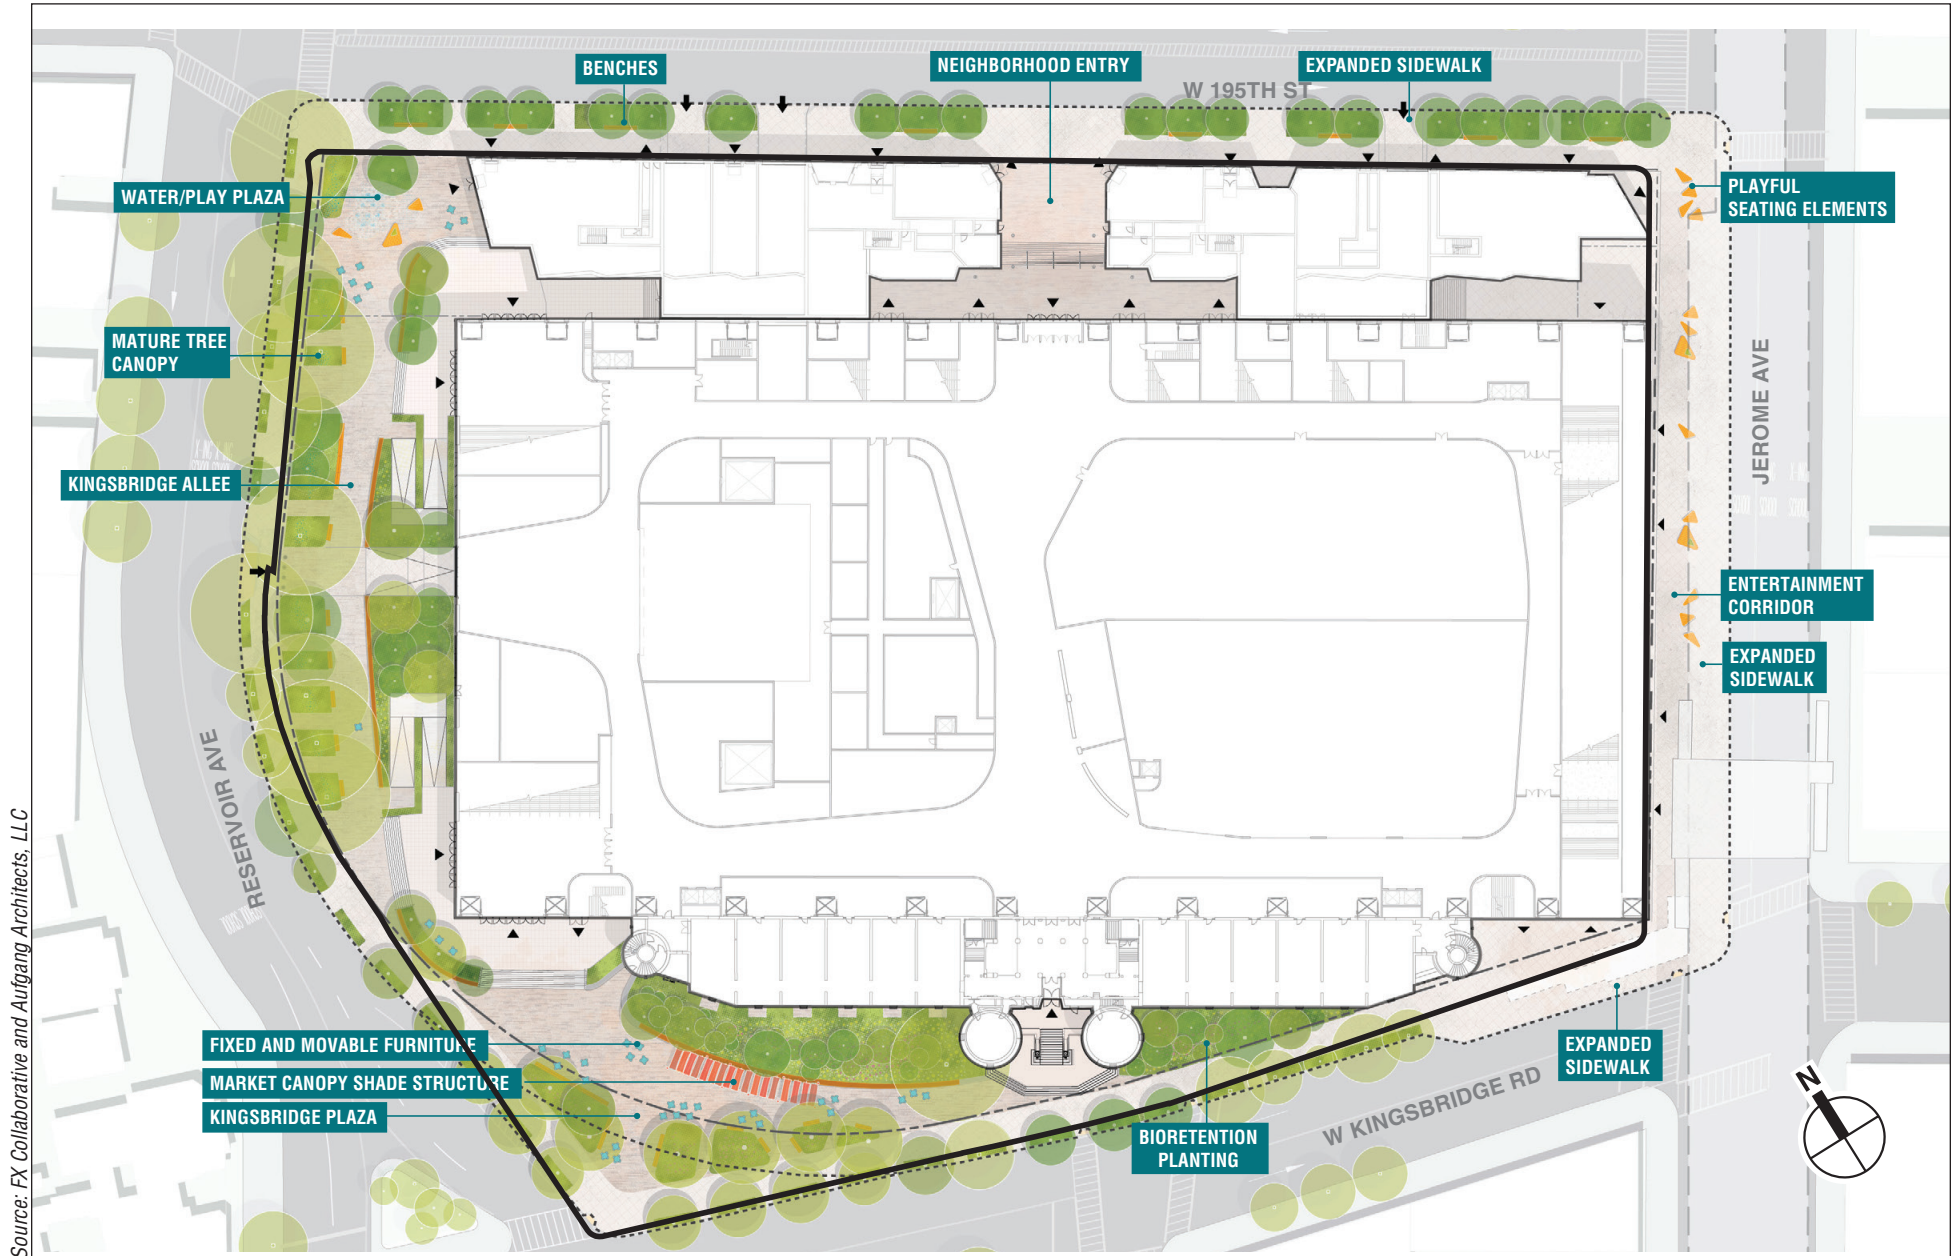 BENCHES
NEIGHBORHOOD ENTRY
EXPANDED SIDEWALK
W 195TH ST
WATER/PLAY PLAZA
PLAYFUL
SEATING ELEMENTS
MATURE TREE
CANOPY
JEROME AVE
KINGSBRIDGE ALLEE
ENTERTAINMENT
CORRIDOR
EXPANDED
SIDEWALK
RESERVOIR AVE
FIXED AND MOVABLE FURNITURE
MARKET CANOPY SHADE STRUCTURE
KINGSBRIDGE PLAZA
EXPANDED
SIDEWALK
W KINGSBRIDGE RD
BIORETENTION
PLANTING
N
Source: FX Collaborative and Aufgang Architects, LLC